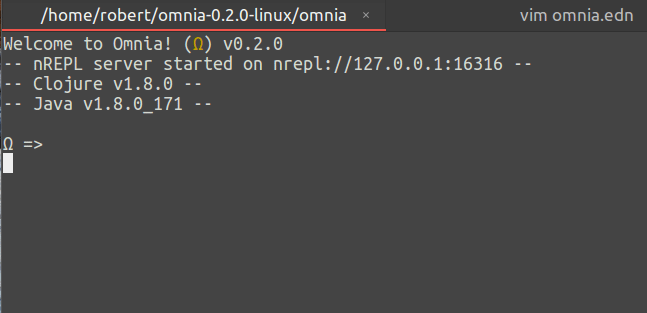 /home/robert/omnia-0.2.0-linux/omnia × vim omnia.edn
Welcome to Omnia! (Ω) v0.2.0
-- nREPL server started on nrepl://127.0.0.1:16316 --
-- Clojure v1.8.0 --
-- Java v1.8.0_171 --
Ω =>